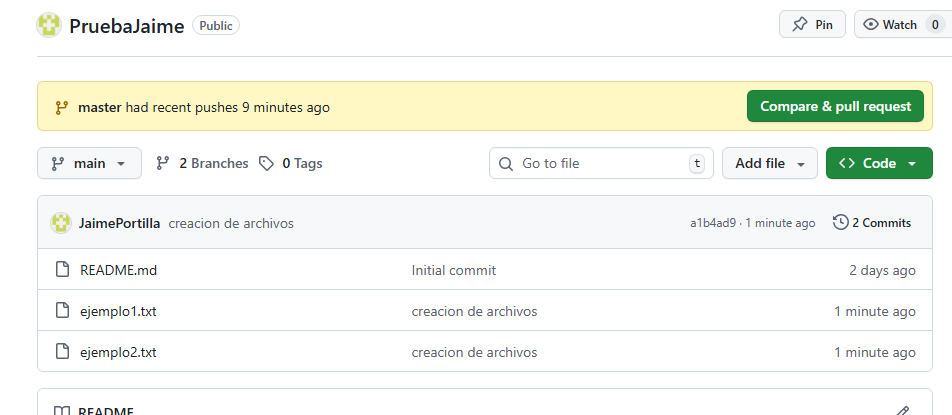 PruebaJaime Public Pin Watch 0
master had recent pushes 9 minutes ago Compare & pull request
main 2 Branches 0 Tags Go to file t Add file Code
JaimePortilla creacion de archivos a1b4ad9 · 1 minute ago 2 Commits
README.md Initial commit 2 days ago
ejemplo1.txt creacion de archivos 1 minute ago
ejemplo2.txt creacion de archivos 1 minute ago
README